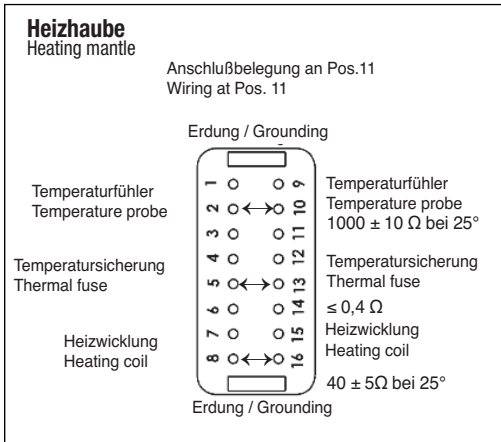 Heizhaube
Heating mantle
Anschlußbelegung an Pos.11
Wiring at Pos. 11
Erdung / Grounding
1 9
Temperaturfühler 2 10 Temperaturfühler
Temperature probe Temperature probe
3 11 1000 ± 10 Ω bei 25°
4 12
Temperatursicherung 5 13 Temperatursicherung
Thermal fuse Thermal fuse
6 14 ≤ 0,4 Ω
7 15 Heizwicklung
Heizwicklung Heating coil
Heating coil 8 16
40 ± 5Ω bei 25°
Erdung / Grounding